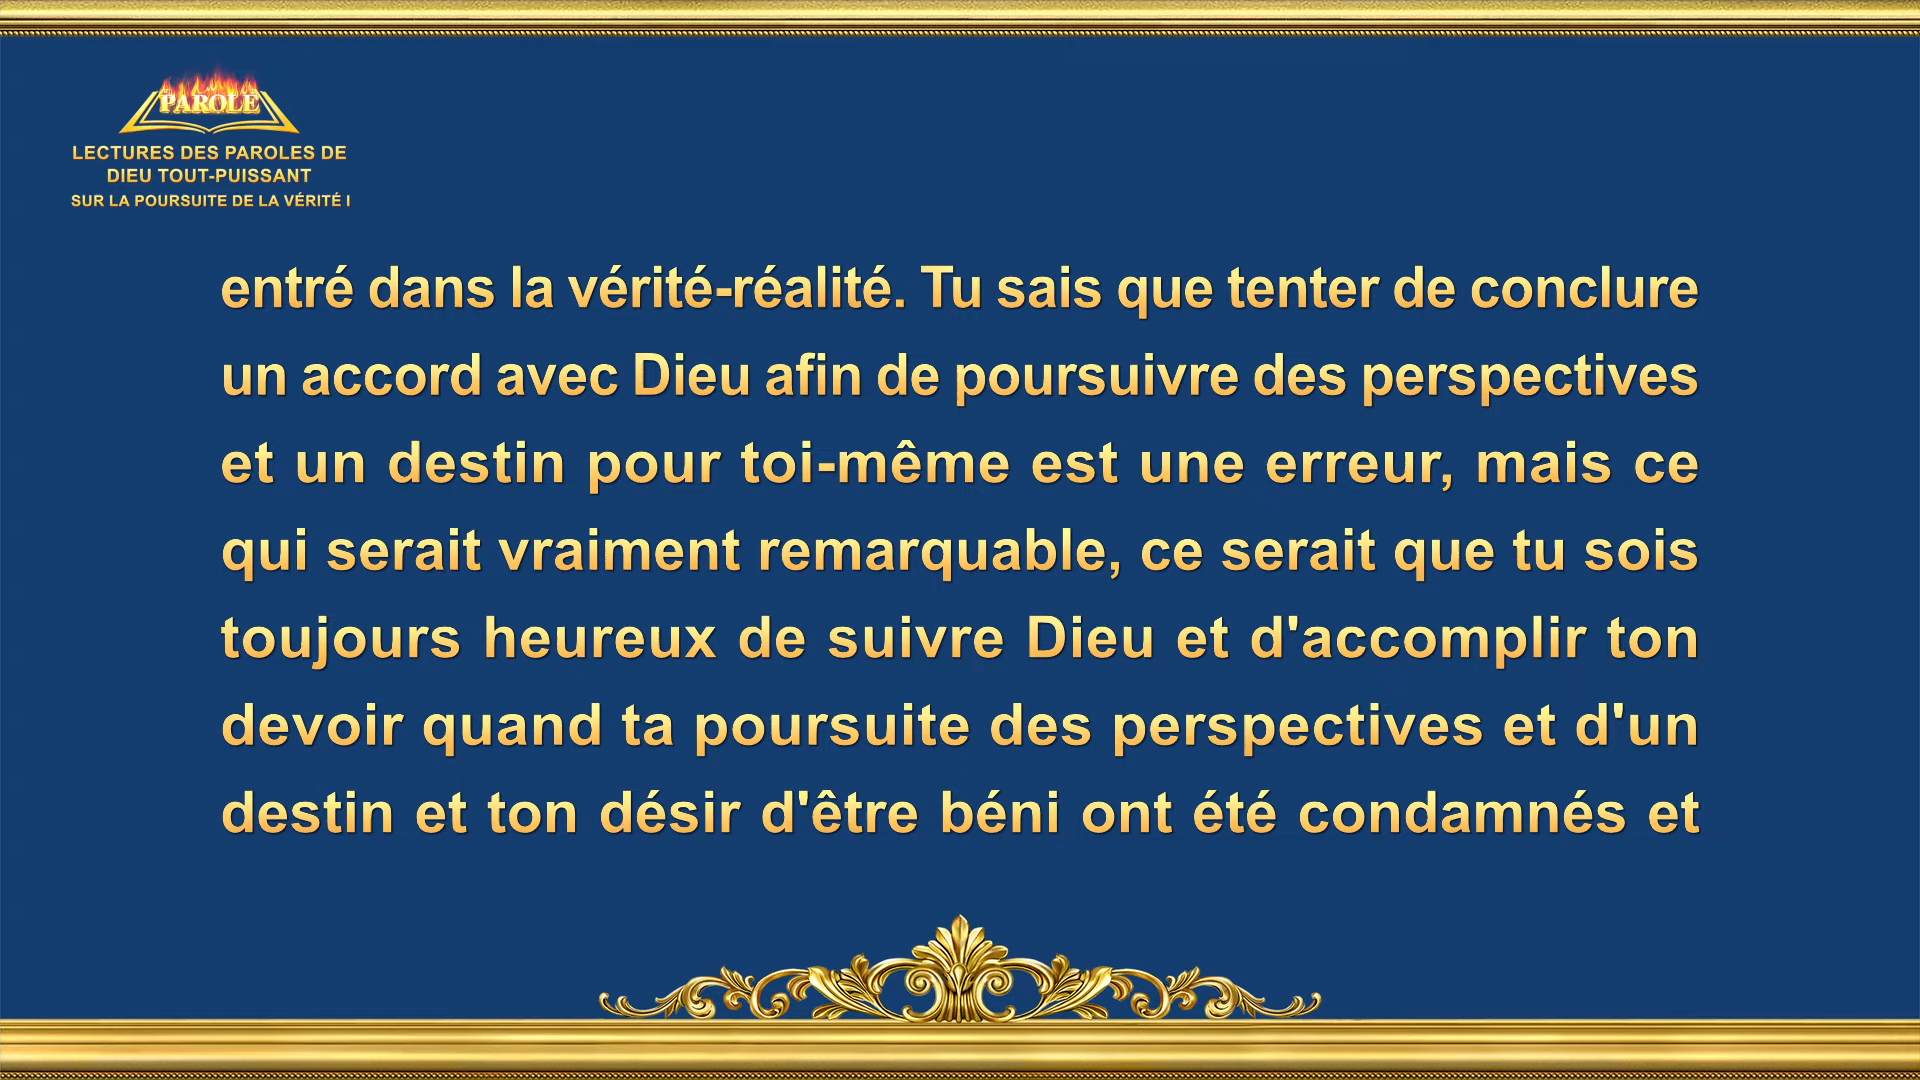 PAROLE
LECTURES DES PAROLES DE
DIEU TOUT-PUISSANT
SUR LA POURSUITE DE LA VÉRITÉ I
entré dans la vérité-réalité. Tu sais que tenter de conclure
un accord avec Dieu afin de poursuivre des perspectives
et un destin pour toi-même est une erreur, mais ce
qui serait vraiment remarquable, ce serait que tu sois
toujours heureux de suivre Dieu et d'accomplir ton
devoir quand ta poursuite des perspectives et d'un
destin et ton désir d'être béni ont été condamnés et